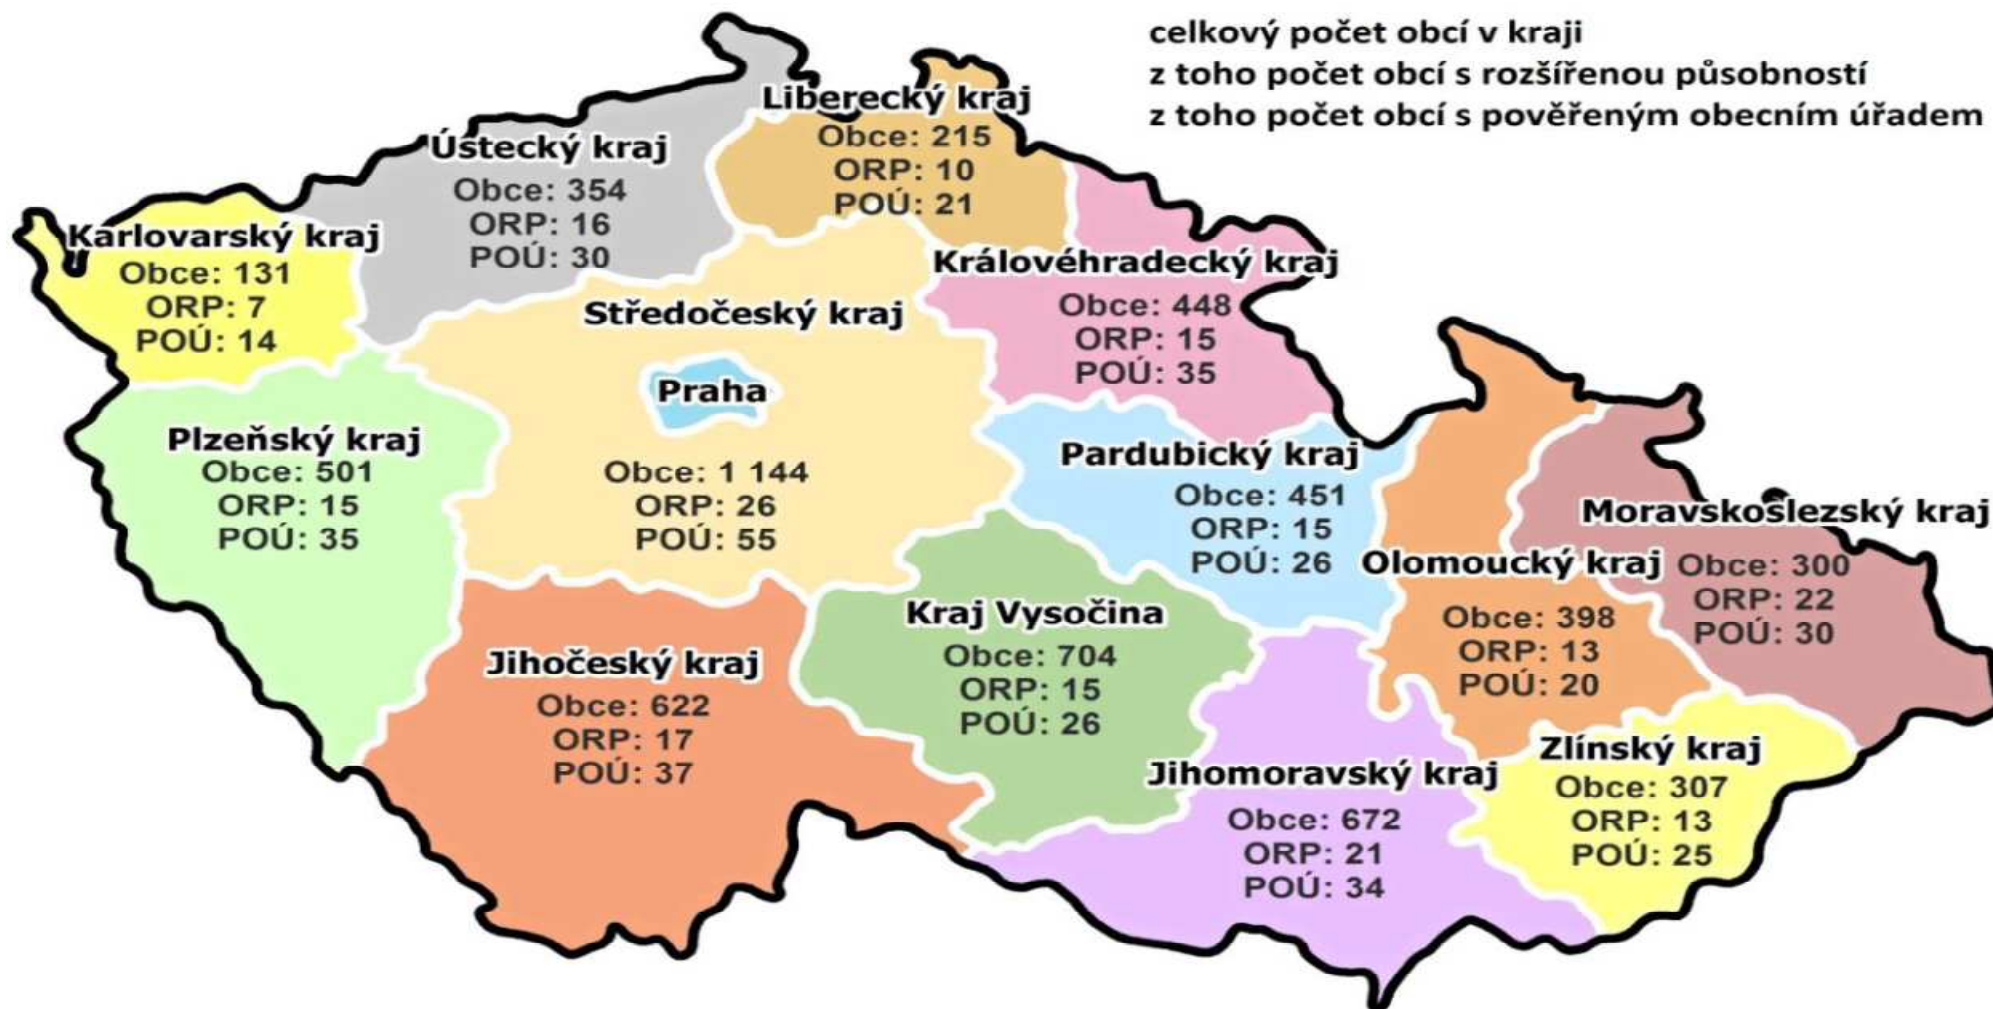 celkový počet obcí v kraji
z toho počet obcí s rozšířenou působností
z toho počet obcí s pověřeným obecním úřadem
Liberecký kraj
Obce: 215
ORP: 10
POÚ: 21
Ústecký kraj
Obce: 354
ORP: 16
POÚ: 30
Karlovarský kraj
Obce: 131
ORP: 7
POÚ: 14
Královéhradecký kraj
Obce: 448
ORP: 15
POÚ: 35
Středočeský kraj
Praha
Obce: 1 144
ORP: 26
POÚ: 55
Plzeňský kraj
Obce: 501
ORP: 15
POÚ: 35
Pardubický kraj
Obce: 451
ORP: 15
POÚ: 26
Moravskoslezský kraj
Obce: 300
ORP: 22
POÚ: 30
Olomoucký kraj
Obce: 398
ORP: 13
POÚ: 20
Kraj Vysočina
Obce: 704
ORP: 15
POÚ: 26
Jihočeský kraj
Obce: 622
ORP: 17
POÚ: 37
Zlínský kraj
Obce: 307
ORP: 13
POÚ: 25
Jihomoravský kraj
Obce: 672
ORP: 21
POÚ: 34